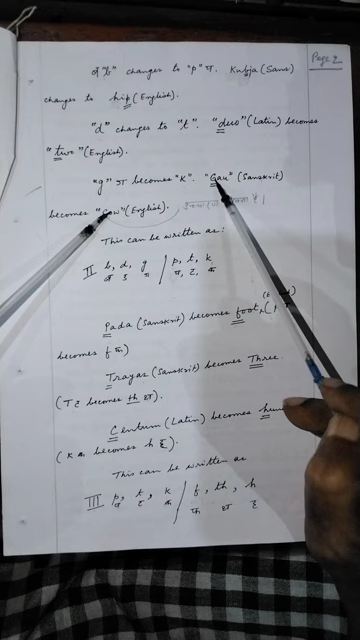 Page 2
ब "b" changes to "p" प. Kubja (Sans)
changes to hip (English).
"d" changes to "t". "duo" (Latin) becomes
"two" (English).
"g" ग becomes "K". "Gau" (Sanskrit)
becomes "Cow" (English).
This can be written as:
II b, d, g / p, t, k
ब ड ग प, ट, क
Pada (Sanskrit) becomes foot,
becomes f फ)
Trayas (Sanskrit) becomes Three.
(T ट becomes th थ).
Centum (Latin) becomes
(K क becomes h ह).
This can be written as
III p, t, k / f, th, h
प ट क फ थ ह